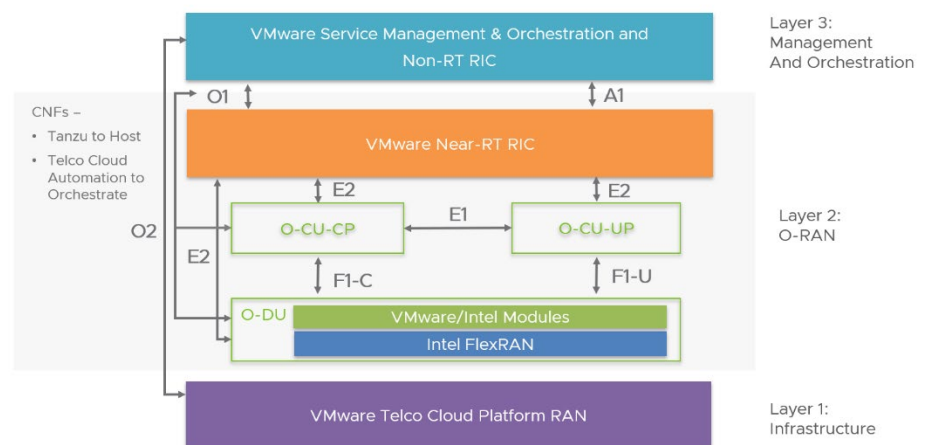 VMware Service Management & Orchestration and
Non-RT RIC
Layer 3:
Management
And Orchestration
O1
A1
CNFs –
• Tanzu to Host
• Telco Cloud
Automation to
Orchestrate
VMware Near-RT RIC
E2
E2
O-CU-CP
E1
O-CU-UP
Layer 2:
O-RAN
O2
E2
F1-C
F1-U
O-DU
VMware/Intel Modules
Intel FlexRAN
VMware Telco Cloud Platform RAN
Layer 1:
Infrastructure